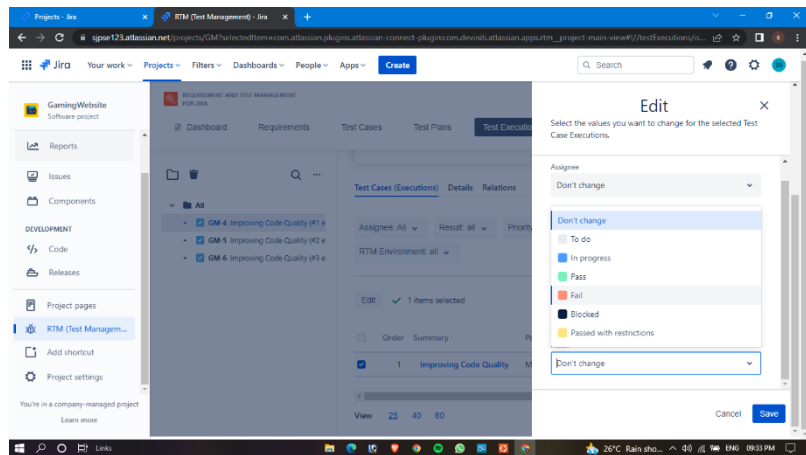 Projects - Jira
RTM (Test Management) - Jira
sjpse123.atlassian.net/projects/GM?selectedItem=com.atlassian.plugins.atlassian-connect-plugin:com.deviniti.atlassian.apps.rtm__project-main-view#!/testExecutions/is...
Jira Your work Projects Filters Dashboards People Apps Create Search
GamingWebsite
Software project
Reports
Issues
Components
DEVELOPMENT
Code
Releases
Project pages
RTM (Test Managem...
Add shortcut
Project settings
You're in a company-managed project
Learn more
REQUIREMENT AND TEST MANAGEMENT
FOR JIRA
Dashboard Requirements Test Cases Test Plans Test Executio
All
GM-4 Improving Code Quality (#1 e
GM-5 Improving Code Quality (#2 e
GM-6 Improving Code Quality (#3 e
Test Cases (Executions) Details Relations
Assignee: All Result: all Priority
RTM Environment: all
Edit 1 items selected
Order Summary
1 Improving Code Quality M
View 25 40 60
Edit
Select the values you want to change for the selected Test
Case Executions.
Assignee
Don't change
Don't change
To do
In progress
Pass
Fail
Blocked
Passed with restrictions
Don't change
Cancel Save
Links
26°C Rain sho... ENG 09:33 PM